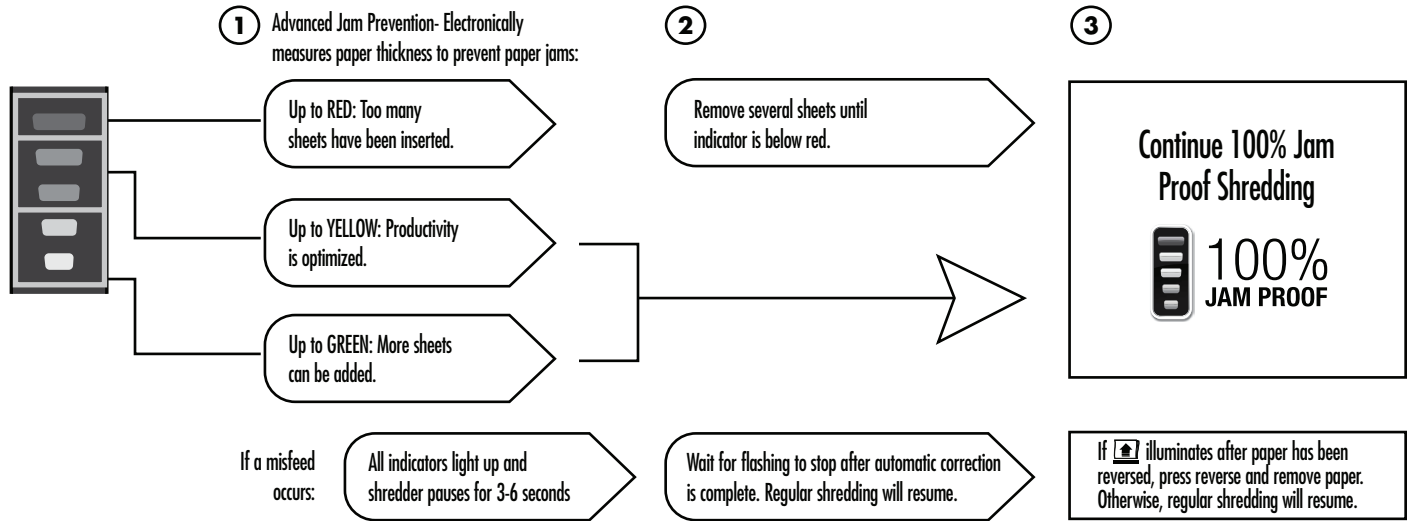 1
Advanced Jam Prevention- Electronically
measures paper thickness to prevent paper jams:
2
3
Up to RED: Too many
sheets have been inserted.
Remove several sheets until
indicator is below red.
Up to YELLOW: Productivity
is optimized.
Up to GREEN: More sheets
can be added.
Continue 100% Jam
Proof Shredding
100%
JAM PROOF
If a misfeed
occurs:
All indicators light up and
shredder pauses for 3-6 seconds
Wait for flashing to stop after automatic correction
is complete. Regular shredding will resume.
If illuminates after paper has been
reversed, press reverse and remove paper.
Otherwise, regular shredding will resume.